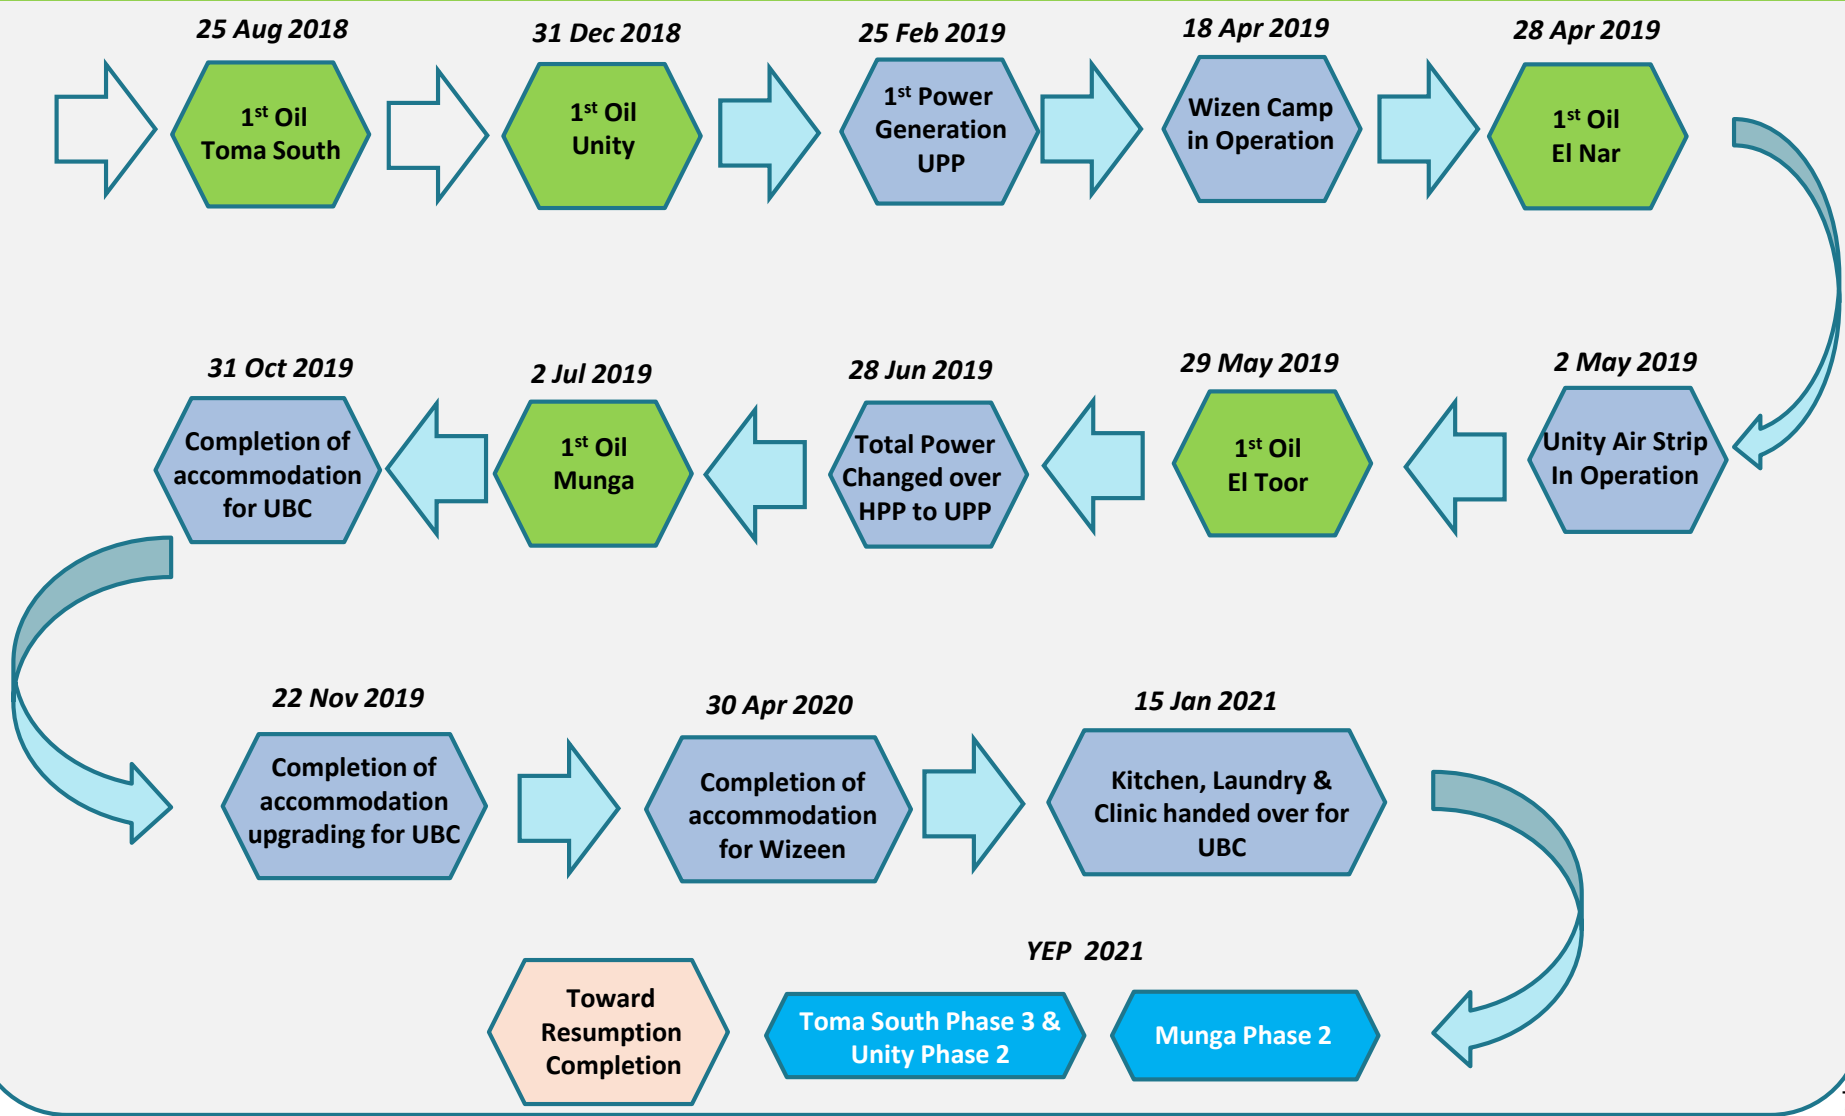 25 Aug 2018
1st Oil
Toma South
31 Dec 2018
1st Oil
Unity
25 Feb 2019
1st Power
Generation
UPP
18 Apr 2019
Wizen Camp
in Operation
28 Apr 2019
1st Oil
El Nar
2 May 2019
Unity Air Strip
In Operation
29 May 2019
1st Oil
El Toor
28 Jun 2019
Total Power
Changed over
HPP to UPP
2 Jul 2019
1st Oil
Munga
31 Oct 2019
Completion of
accommodation
for UBC
22 Nov 2019
Completion of
accommodation
upgrading for UBC
30 Apr 2020
Completion of
accommodation
for Wizeen
15 Jan 2021
Kitchen, Laundry &
Clinic handed over for
UBC
YEP 2021
Munga Phase 2
Toma South Phase 3 &
Unity Phase 2
Toward
Resumption
Completion